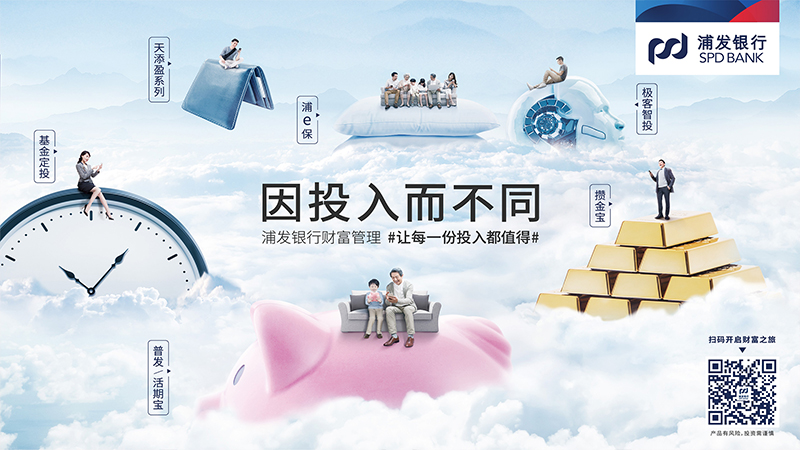 浦发银行
SPD BANK
天添盈系列
浦e保
极客智投
基金定投
攒金宝
因投入而不同
浦发银行财富管理 #让每一份投入都值得#
普发/活期宝
扫码开启财富之旅
产品有风险,投资需谨慎